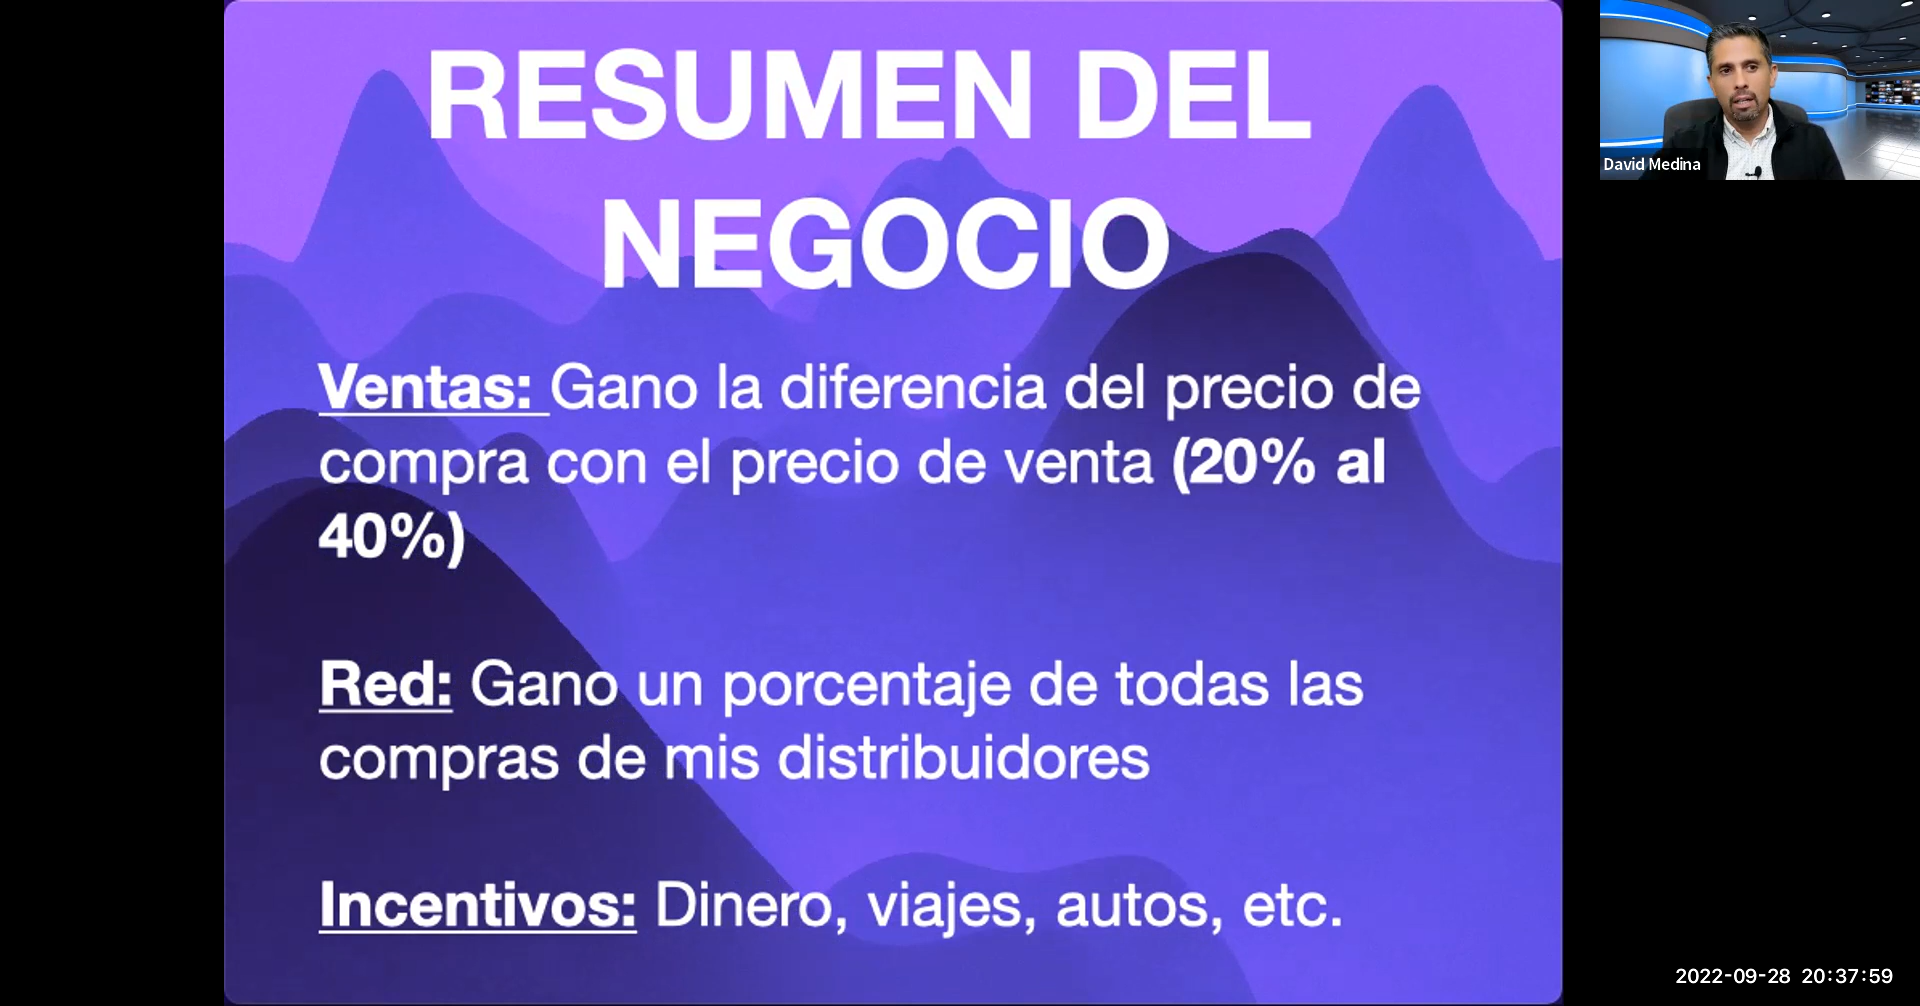 RESUMEN DEL
NEGOCIO
Ventas: Gano la diferencia del precio de
compra con el precio de venta (20% al
40%)
Red: Gano un porcentaje de todas las
compras de mis distribuidores
Incentivos: Dinero, viajes, autos, etc.
David Medina
2022-09-28 20:37:59